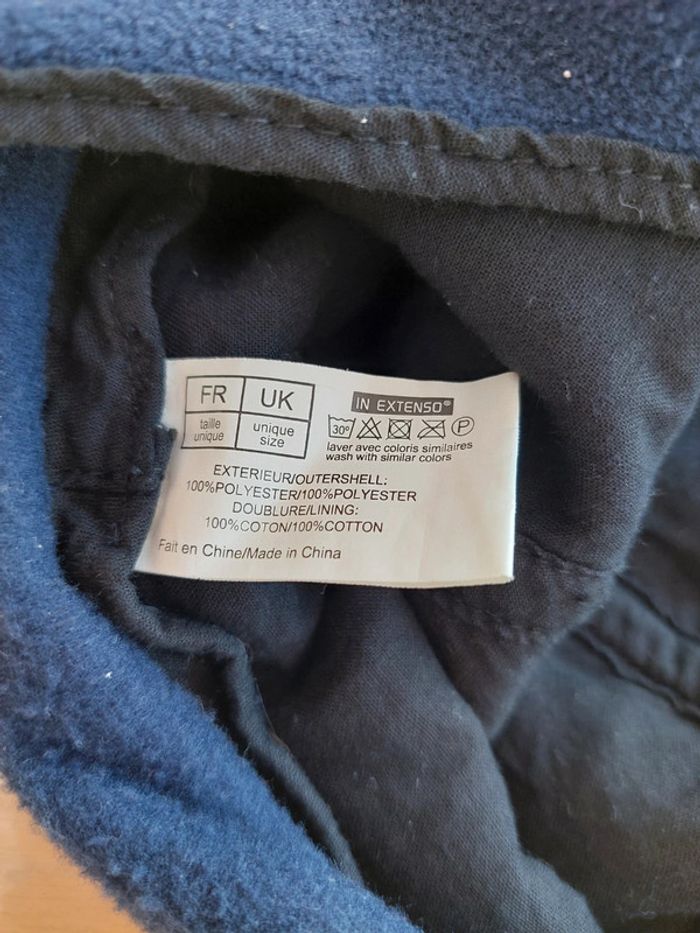 FR UK IN EXTENSO®
taille unique unique size
30° P
laver avec coloris similaires
wash with similar colors
EXTERIEUR/OUTERSHELL:
100%POLYESTER/100%POLYESTER
DOUBLURE/LINING:
100%COTON/100%COTTON
Fait en Chine/Made in China